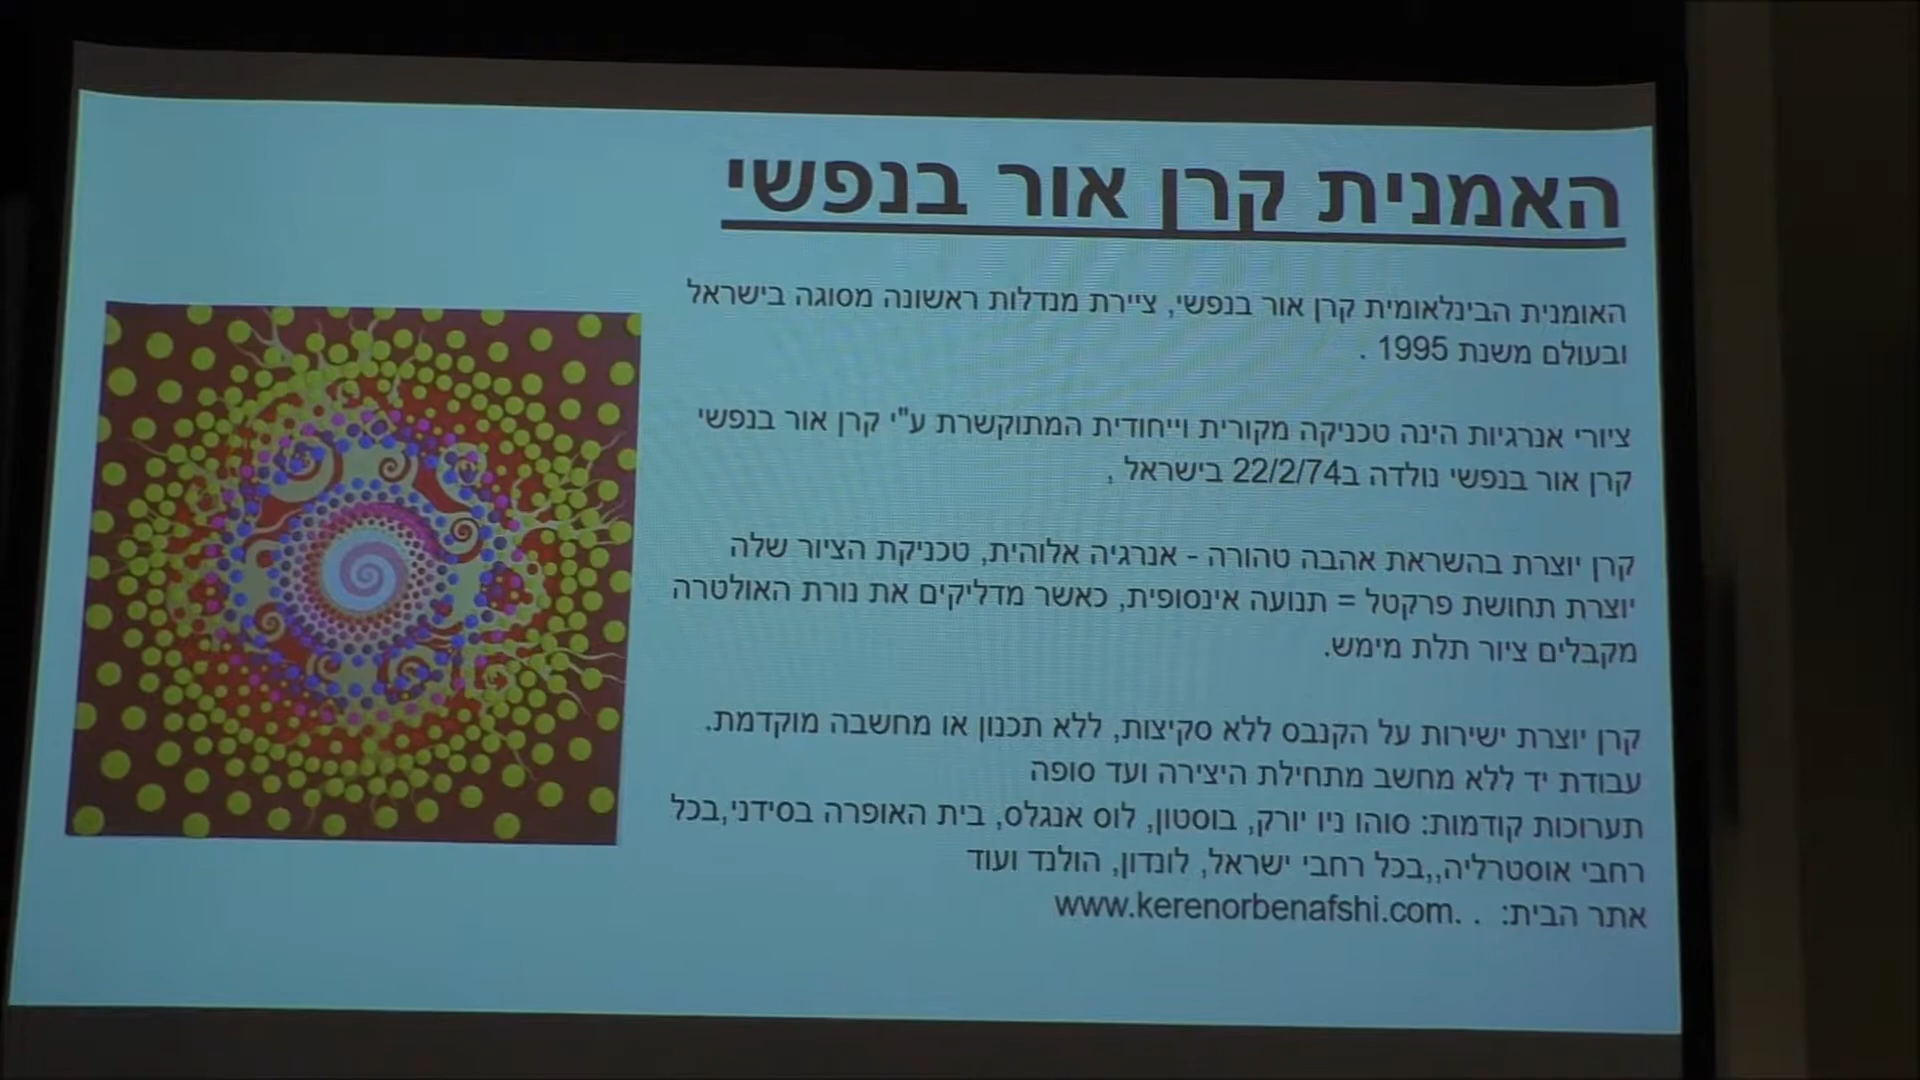 האמנית קרן אור בנפשי
האומנית הבינלאומית קרן אור בנפשי, ציירת מנדלות ראשונה מסוגה בישראל
ובעולם משנת 1995 .
ציורי אנרגיות הינה טכניקה מקורית וייחודית המתוקשרת ע"י קרן אור בנפשי
קרן אור בנפשי נולדה ב22/2/74 בישראל ,
קרן יוצרת בהשראת אהבה טהורה - אנרגיה אלוהית, טכניקת הציור שלה
יוצרת תחושת פרקטל = תנועה אינסופית, כאשר מדליקים את נורת האולטרה
מקבלים ציור תלת מימש.
קרן יוצרת ישירות על הקנבס ללא סקיצות, ללא תכנון או מחשבה מוקדמת.
עבודת יד ללא מחשב מתחילת היצירה ועד סופה
תערוכות קודמות: סוהו ניו יורק, בוסטון, לוס אנגלס, בית האופרה בסידני,בכל
רחבי אוסטרליה,,בכל רחבי ישראל, לונדון, הולנד ועוד
אתר הבית: . .www.kerenorbenafshi.com